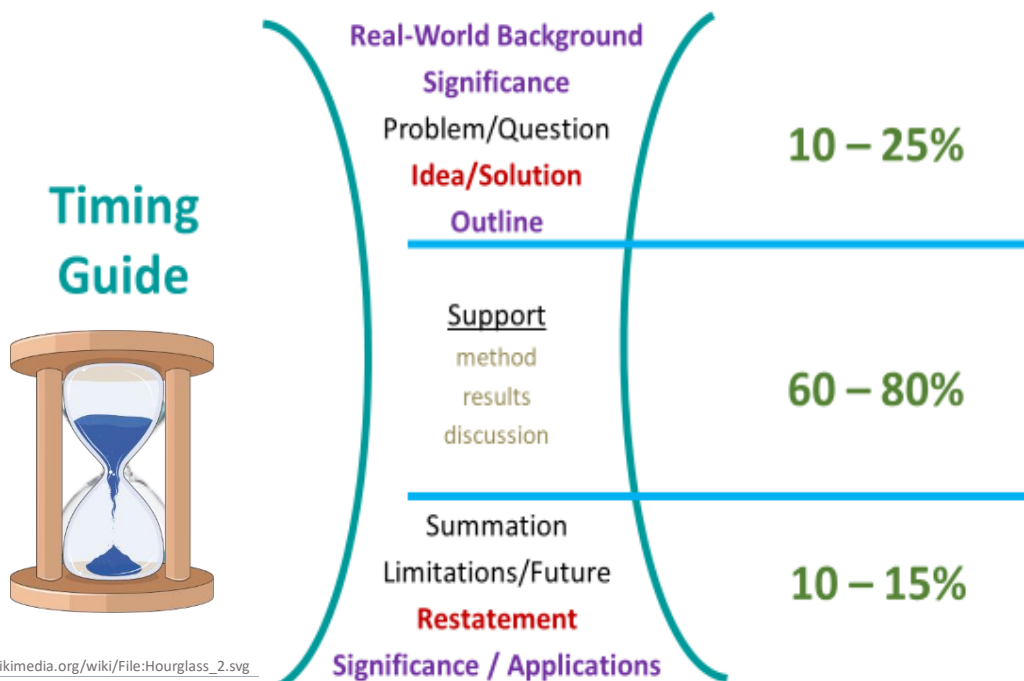 Timing
Guide
Real-World Background
Significance
Problem/Question
Idea/Solution
Outline
10 – 25%
Support
method
results
discussion
60 – 80%
Summation
Limitations/Future
Restatement
Significance / Applications
10 – 15%
ikimedia.org/wiki/File:Hourglass_2.svg